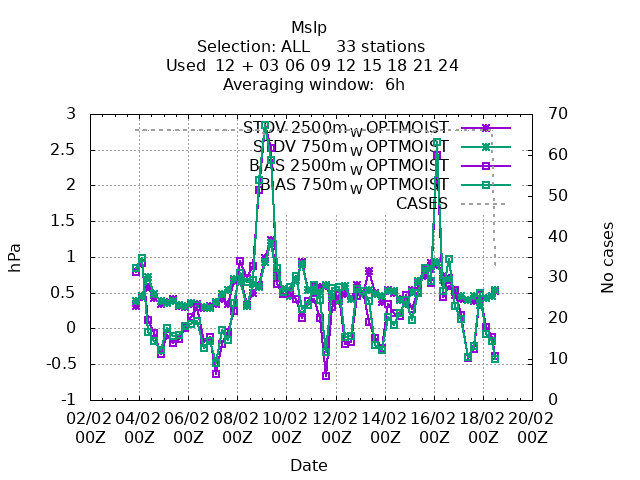 Mslp
Selection: ALL 33 stations
Used 12 + 03 06 09 12 15 18 21 24
Averaging window: 6h
STDV 2500m_W OPTMOIST
STDV 750m_W OPTMOIST
BIAS 2500m_W OPTMOIST
BIAS 750m_W OPTMOIST
CASES
3
2.5
2
1.5
1
0.5
0
-0.5
-1
hPa
70
60
50
40
30
20
10
0
No cases
02/02 04/02 06/02 08/02 10/02 12/02 14/02 16/02 18/02 20/02
00Z 00Z 00Z 00Z 00Z 00Z 00Z 00Z 00Z 00Z
Date